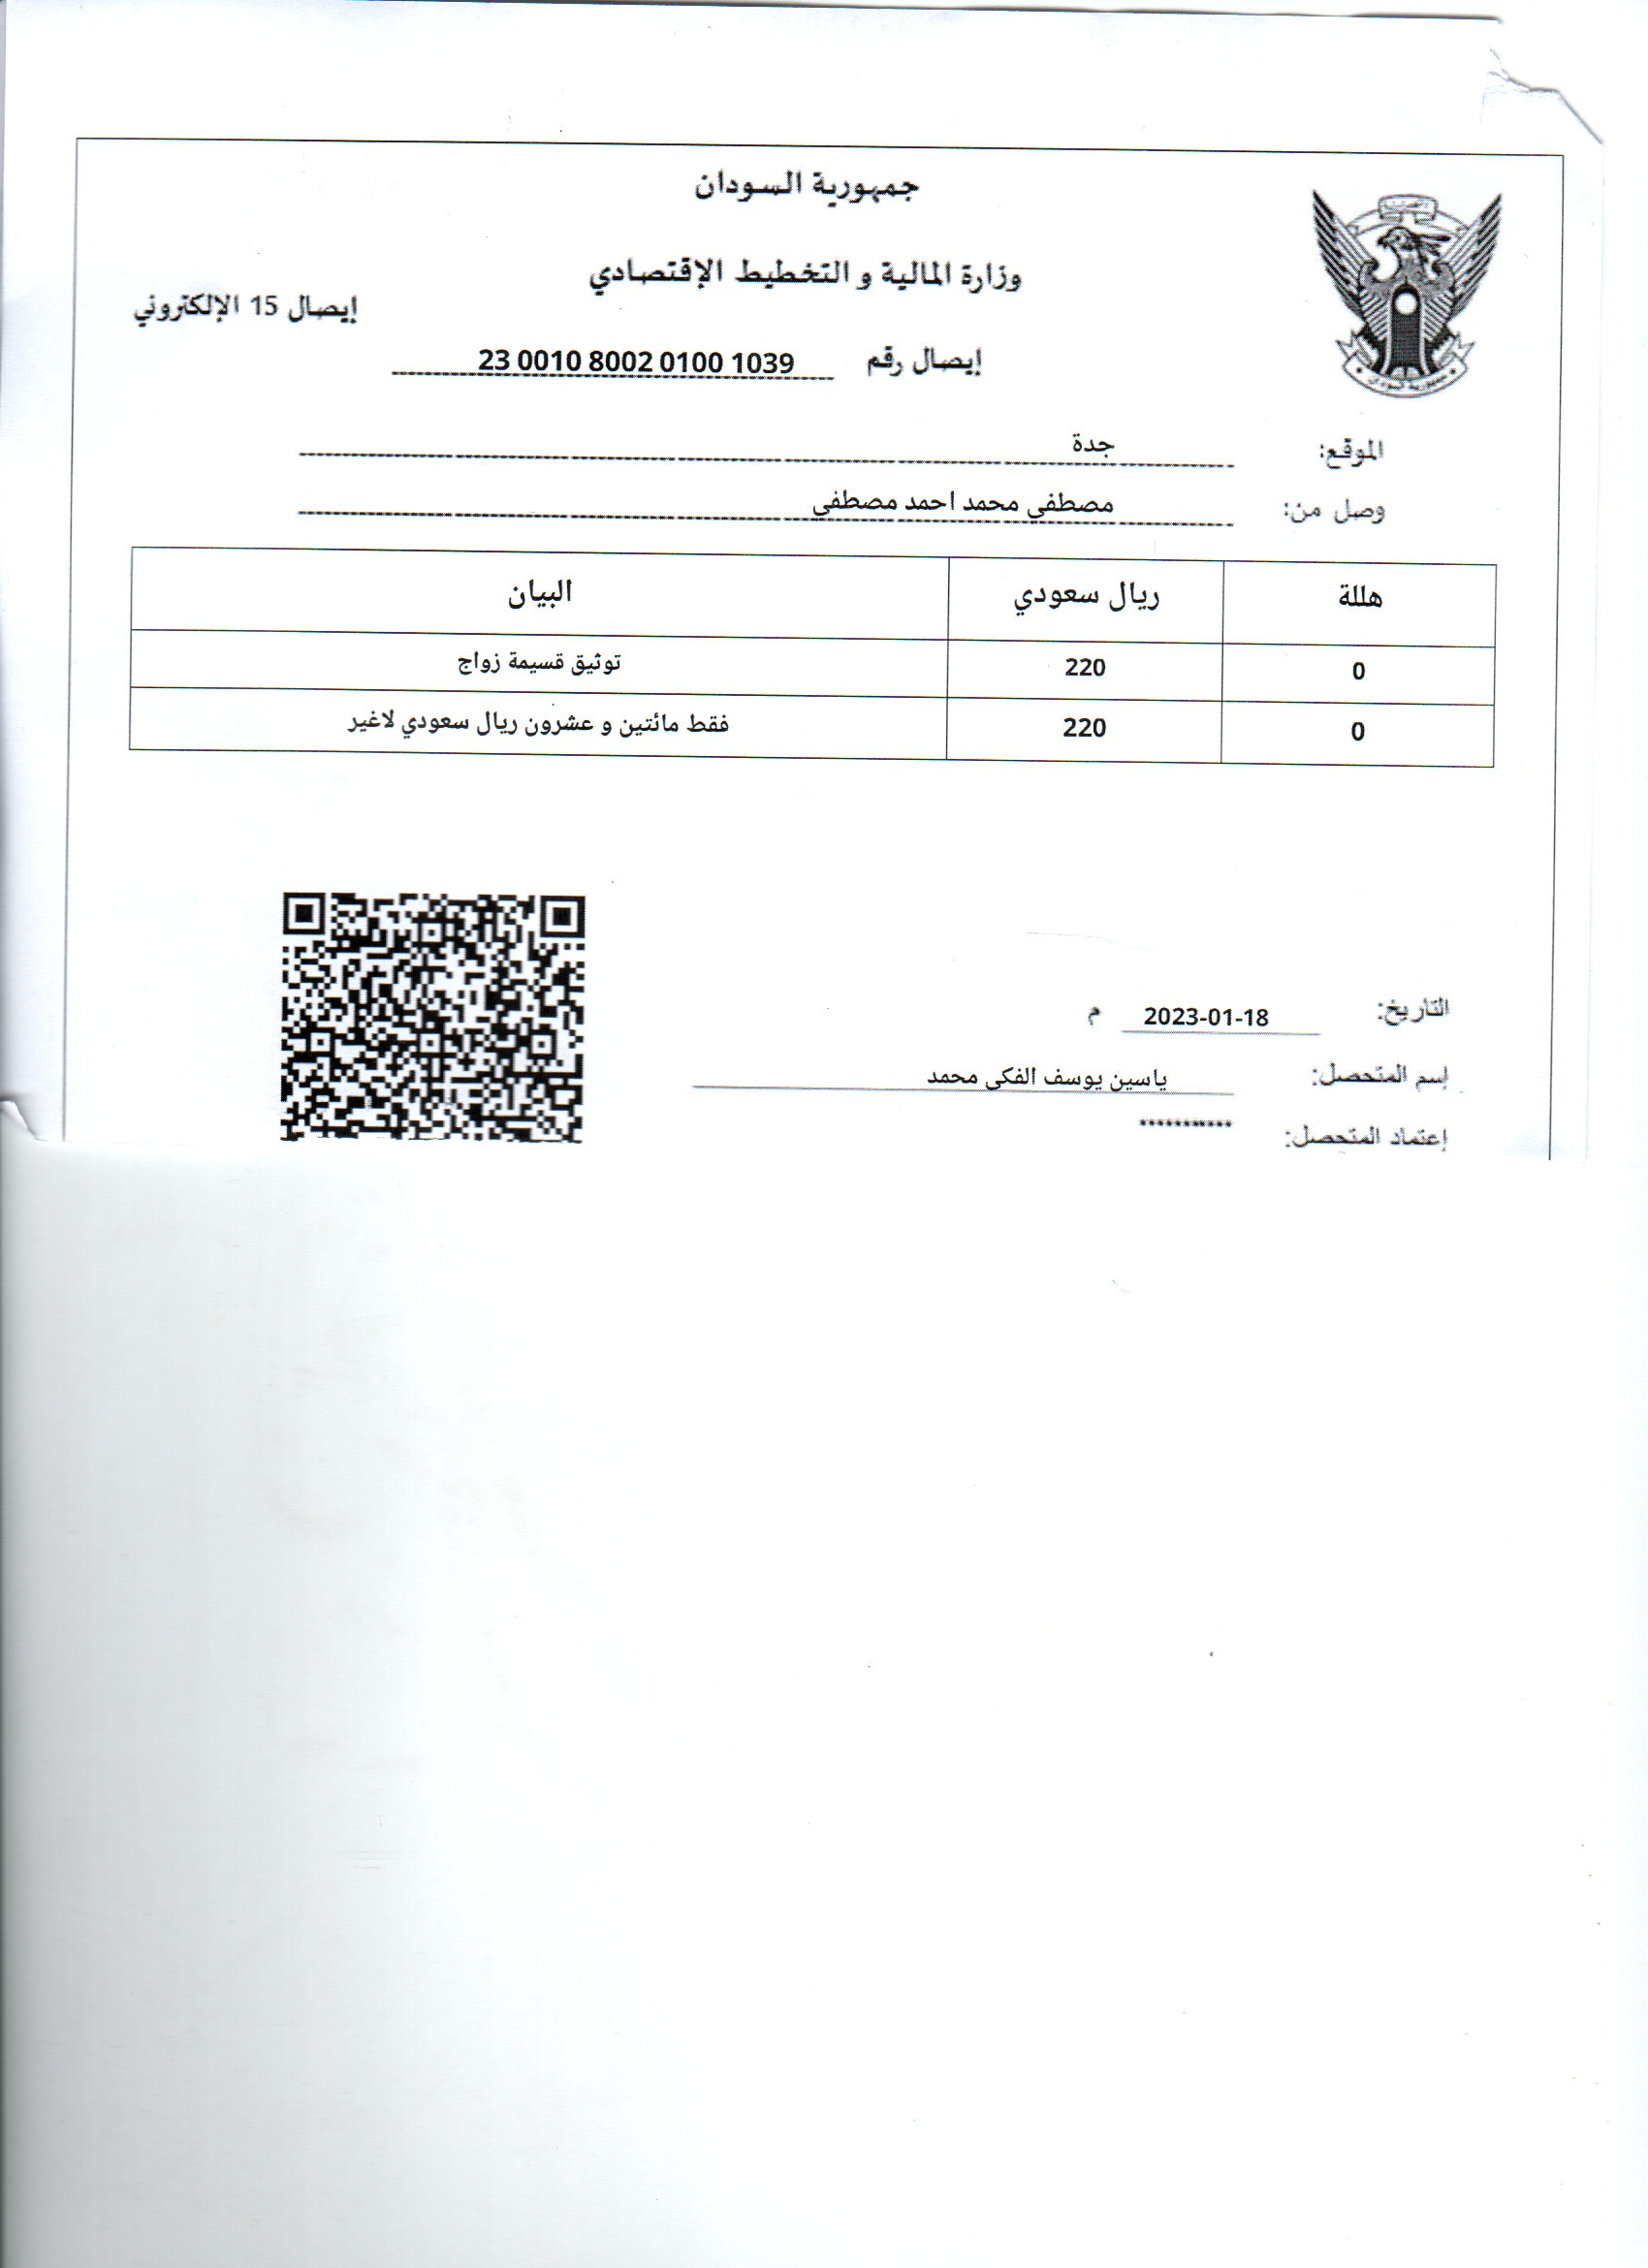 جمهورية السودان
وزارة المالية و التخطيط الإقتصادي
إيصال 15 الإلكتروني
إيصال رقم 23 0010 8002 0100 1039
الموقع: جدة
وصل من: مصطفى محمد احمد مصطفى
هللة ريال سعودي البيان
0 220 توثيق قسيمة زواج
0 220 فقط مائتين و عشرون ريال سعودي لاغير
التاريخ: 2023-01-18 م
إسم المتحصل: ياسين يوسف الفكى محمد
إعتماد المتحصل: ***********
جمهورية السودان